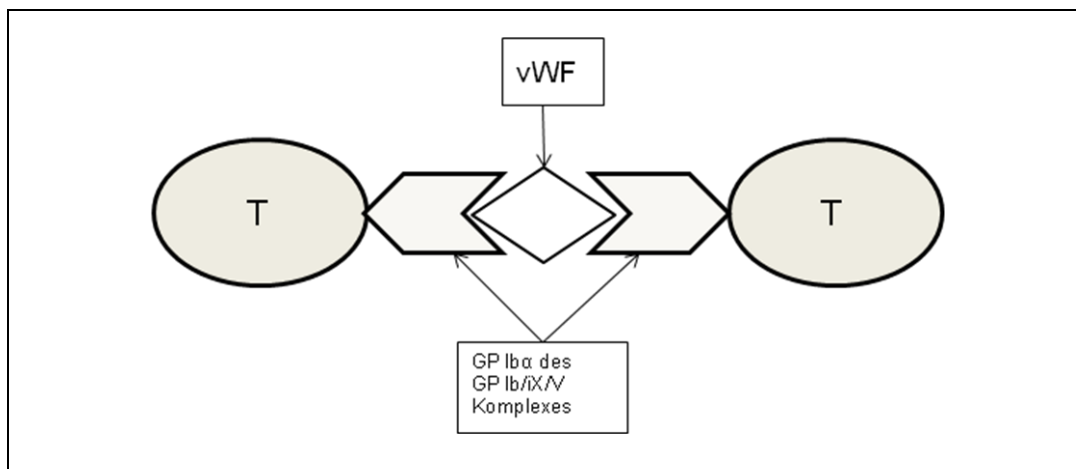 vWF
T
T
GP Ibα des
GP Ib/iX/V
Komplexes